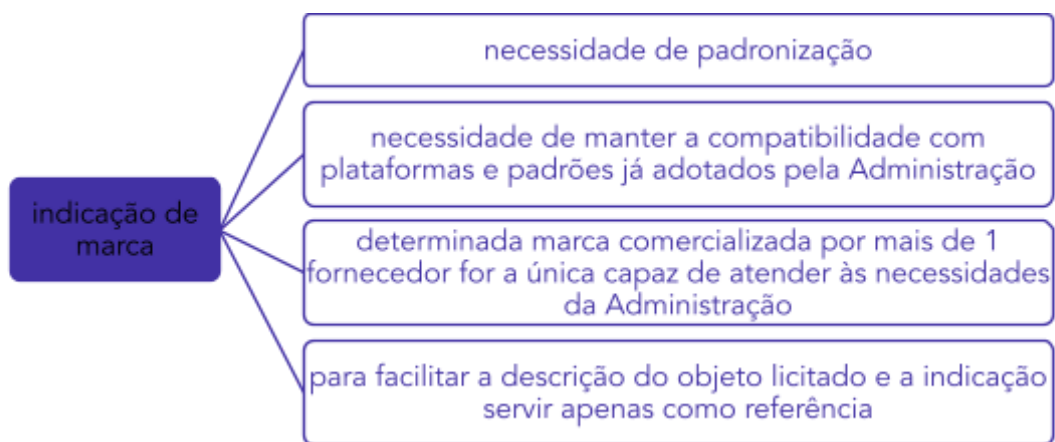 indicação de
marca
necessidade de padronização
necessidade de manter a compatibilidade com
plataformas e padrões já adotados pela Administração
determinada marca comercializada por mais de 1
fornecedor for a única capaz de atender às necessidades
da Administração
para facilitar a descrição do objeto licitado e a indicação
servir apenas como referência